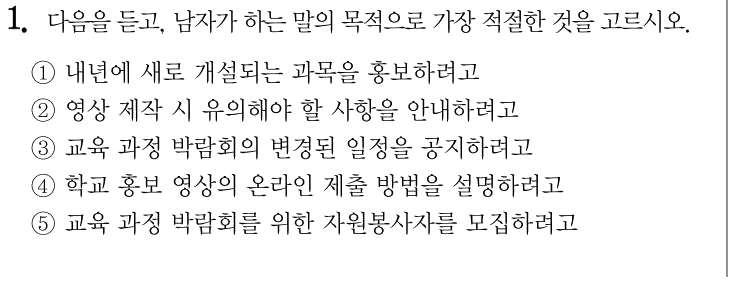 1. 다음을 듣고, 남자가 하는 말의 목적으로 가장 적절한 것을 고르시오.
① 내년에 새로 개설되는 과목을 홍보하려고
② 영상 제작 시 유의해야 할 사항을 안내하려고
③ 교육 과정 박람회의 변경된 일정을 공지하려고
④ 학교 홍보 영상의 온라인 제출 방법을 설명하려고
⑤ 교육 과정 박람회를 위한 자원봉사자를 모집하려고